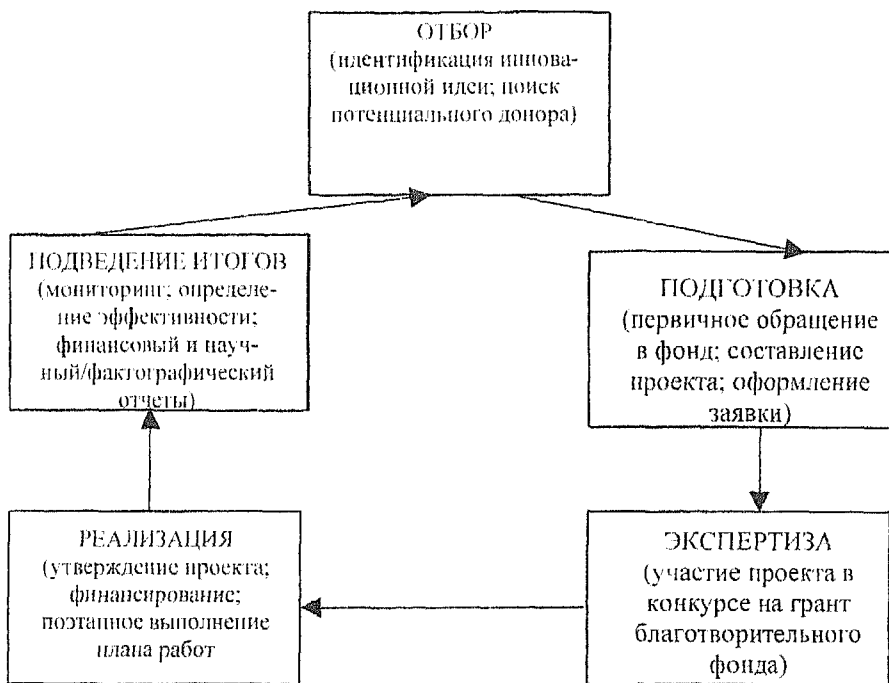 ОТБОР
(идентификация иннова-
ционной идеи; поиск
потенциального донора)
ПОДВЕДЕНИЕ ИТОГОВ
(мониторинг; определе-
ние эффективности;
финансовый и науч-
ный/фактографический
отчеты)
ПОДГОТОВКА
(первичное обращение
в фонд; составление
проекта; оформление
заявки)
РЕАЛИЗАЦИЯ
(утверждение проекта;
финансирование;
поэтапное выполнение
плана работ
ЭКСПЕРТИЗА
(участие проекта в
конкурсе на грант
благотворительного
фонда)